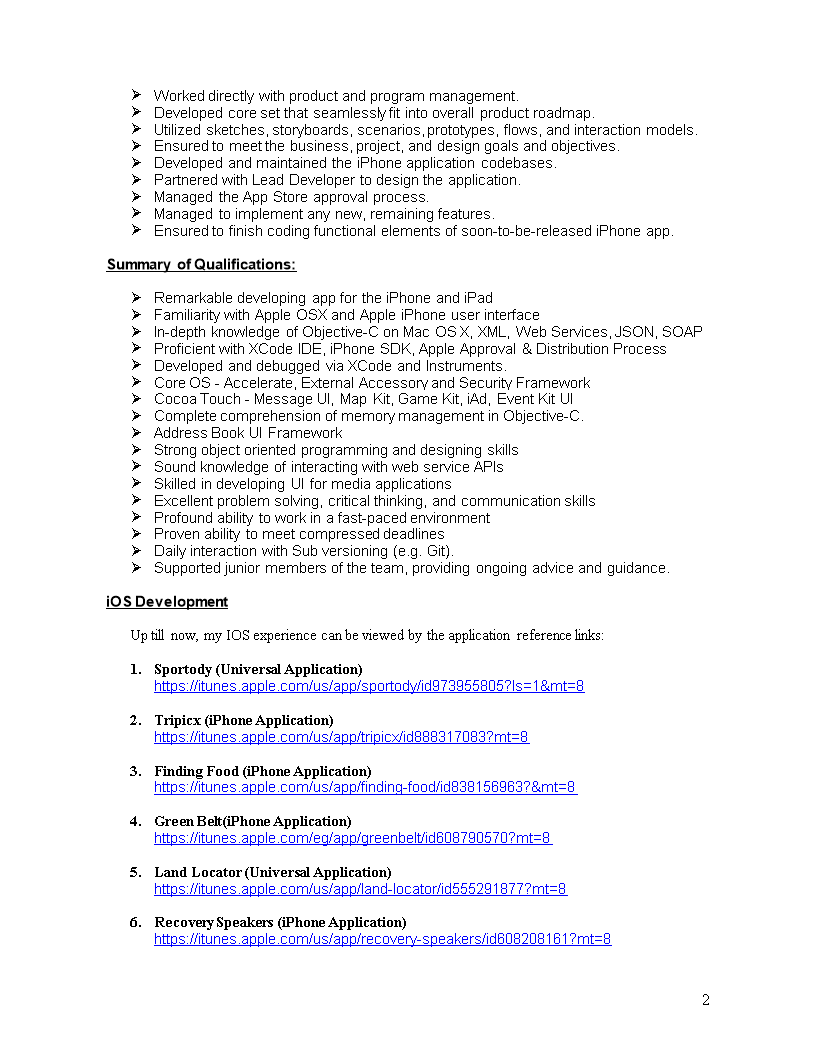 ➢ Worked directly with product and program management.
➢ Developed core set that seamlessly fit into overall product roadmap.
➢ Utilized sketches, storyboards, scenarios, prototypes, flows, and interaction models.
➢ Ensured to meet the business, project, and design goals and objectives.
➢ Developed and maintained the iPhone application codebases.
➢ Partnered with Lead Developer to design the application.
➢ Managed the App Store approval process.
➢ Managed to implement any new, remaining features.
➢ Ensured to finish coding functional elements of soon-to-be-released iPhone app.
Summary of Qualifications:
➢ Remarkable developing app for the iPhone and iPad
➢ Familiarity with Apple OSX and Apple iPhone user interface
➢ In-depth knowledge of Objective-C on Mac OS X, XML, Web Services, JSON, SOAP
➢ Proficient with XCode IDE, iPhone SDK, Apple Approval & Distribution Process
➢ Developed and debugged via XCode and Instruments.
➢ Core OS - Accelerate, External Accessory and Security Framework
➢ Cocoa Touch - Message UI, Map Kit, Game Kit, iAd, Event Kit UI
➢ Complete comprehension of memory management in Objective-C.
➢ Address Book UI Framework
➢ Strong object oriented programming and designing skills
➢ Sound knowledge of interacting with web service APIs
➢ Skilled in developing UI for media applications
➢ Excellent problem solving, critical thinking, and communication skills
➢ Profound ability to work in a fast-paced environment
➢ Proven ability to meet compressed deadlines
➢ Daily interaction with Sub versioning (e.g. Git).
➢ Supported junior members of the team, providing ongoing advice and guidance.
iOS Development
Up till now, my IOS experience can be viewed by the application reference links:
1. Sportody (Universal Application)
https://itunes.apple.com/us/app/sportody/id973955805?ls=1&mt=8
2. Tripicx (iPhone Application)
https://itunes.apple.com/us/app/tripicx/id888317083?mt=8
3. Finding Food (iPhone Application)
https://itunes.apple.com/us/app/finding-food/id838156963?&mt=8
4. Green Belt(iPhone Application)
https://itunes.apple.com/eg/app/greenbelt/id608790570?mt=8
5. Land Locator (Universal Application)
https://itunes.apple.com/us/app/land-locator/id555291877?mt=8
6. Recovery Speakers (iPhone Application)
https://itunes.apple.com/us/app/recovery-speakers/id608208161?mt=8
2